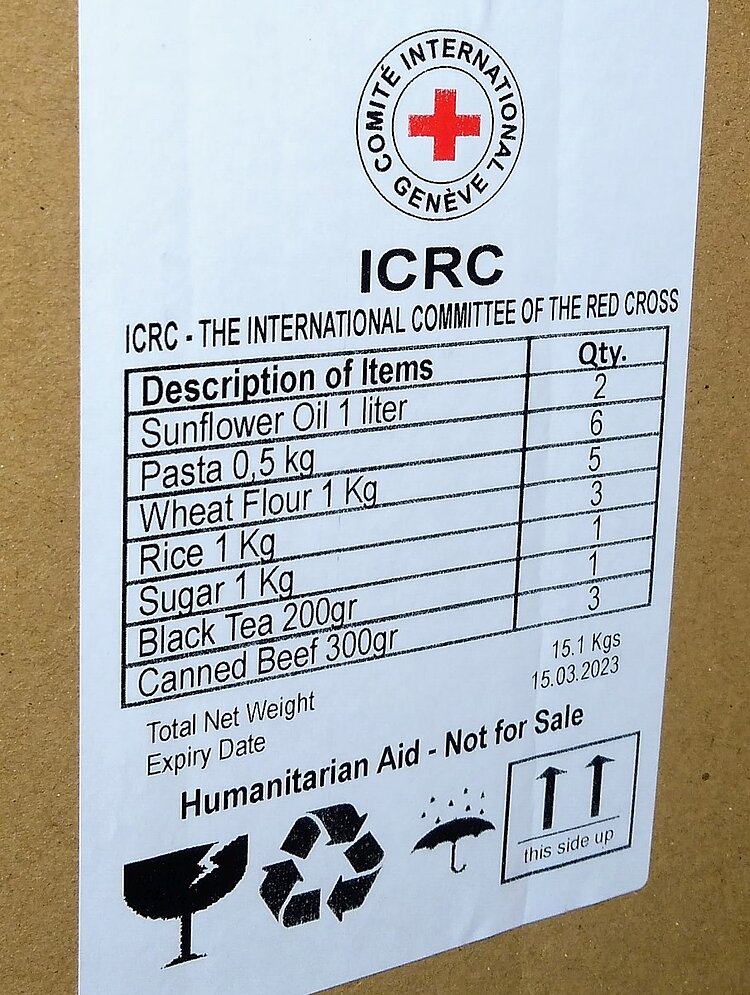 COMITÉ INTERNATIONAL GENÈVE
ICRC
ICRC - THE INTERNATIONAL COMMITTEE OF THE RED CROSS
Description of Items Qty.
Sunflower Oil 1 liter 2
Pasta 0,5 kg 6
Wheat Flour 1 Kg 5
Rice 1 Kg 3
Sugar 1 Kg 1
Black Tea 200gr 1
Canned Beef 300gr 3
Total Net Weight 15.1 Kgs
Expiry Date 15.03.2023
Humanitarian Aid - Not for Sale
this side up